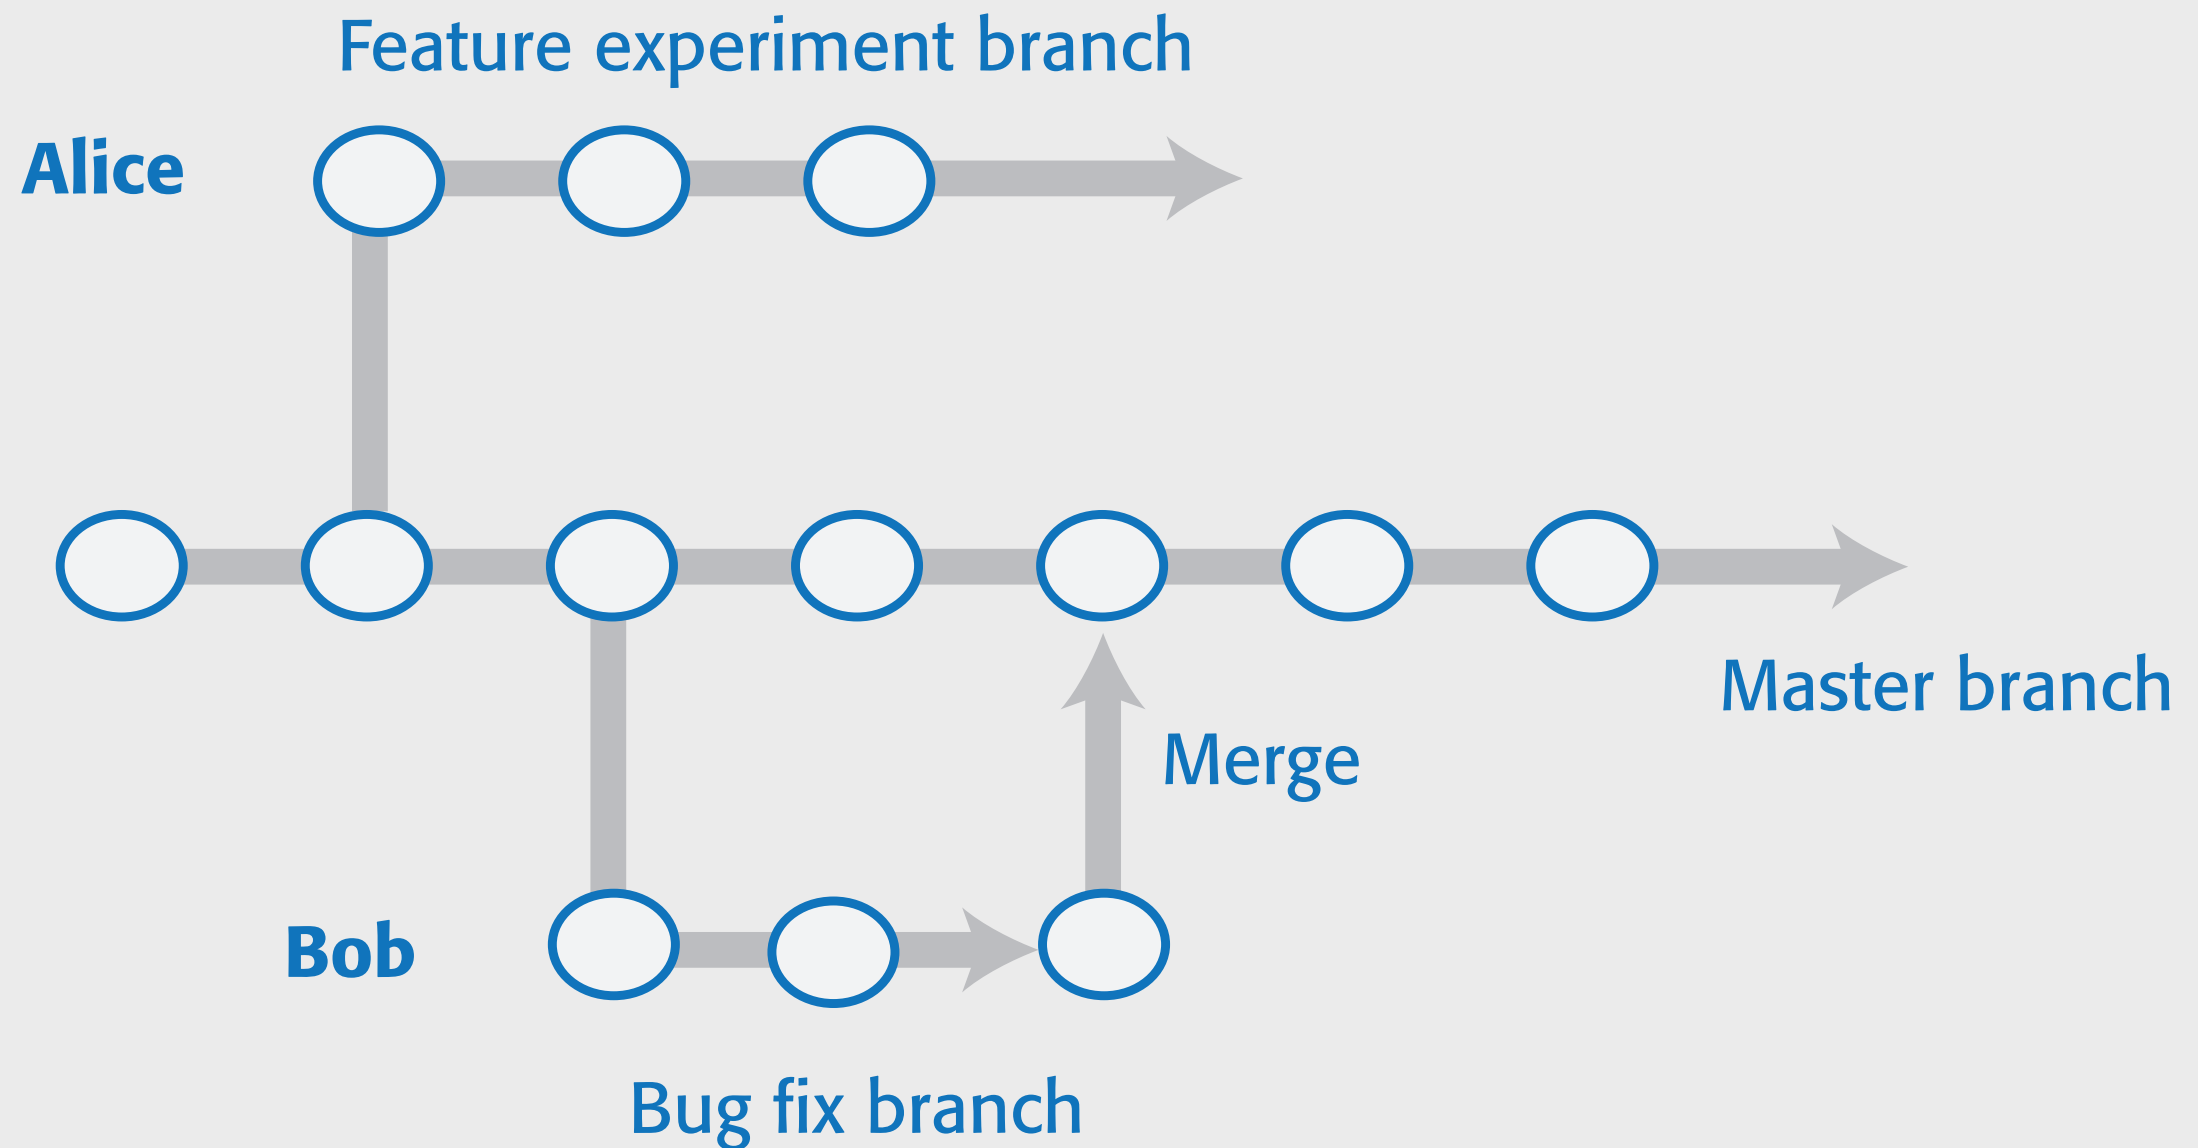 Feature experiment branch
Alice
Master branch
Merge
Bob
Bug fix branch